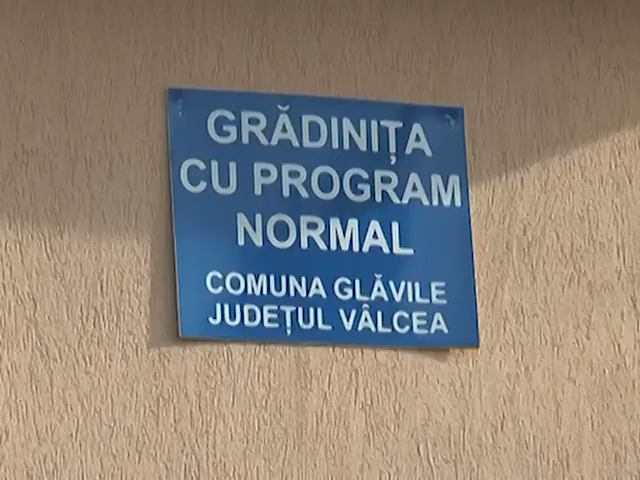 GRĂDINIȚA
CU PROGRAM
NORMAL
COMUNA GLĂVILE
JUDEȚUL VÂLCEA